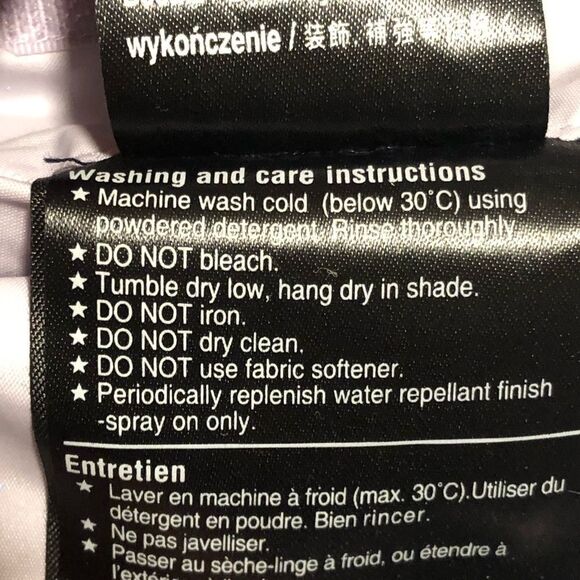 wykończenie / 装飾, 補強
Washing and care instructions
★ Machine wash cold (below 30°C) using
powdered detergent. Rinse thoroughly.
★ DO NOT bleach.
★ Tumble dry low, hang dry in shade.
★ DO NOT iron.
★ DO NOT dry clean.
★ DO NOT use fabric softener.
★ Periodically replenish water repellant finish
-spray on only.
Entretien
★ Laver en machine à froid (max. 30°C).Utiliser du
détergent en poudre. Bien rincer.
★ Ne pas javelliser.
★ Passer au sèche-linge à froid, ou étendre à